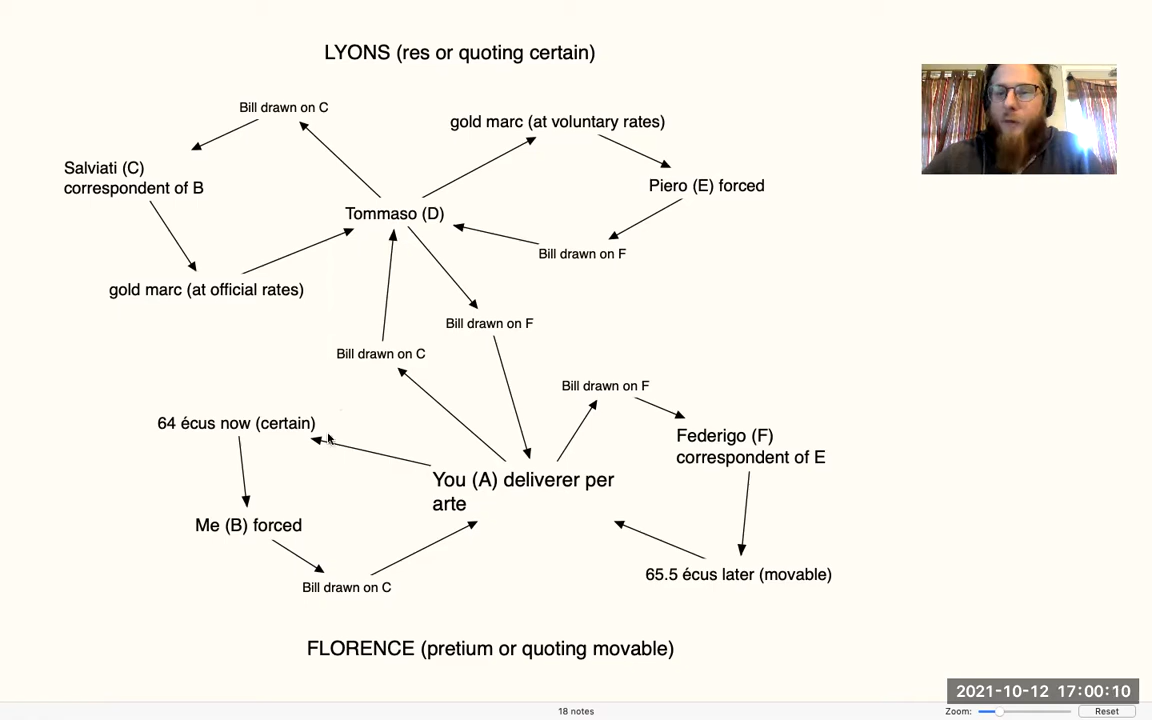 LYONS (res or quoting certain)
Bill drawn on C
gold marc (at voluntary rates)
Salviati (C)
correspondent of B
Piero (E) forced
Tommaso (D)
Bill drawn on F
gold marc (at official rates)
Bill drawn on F
Bill drawn on C
Bill drawn on F
64 écus now (certain)
Federigo (F)
correspondent of E
You (A) deliverer per
arte
Me (B) forced
65.5 écus later (movable)
Bill drawn on C
FLORENCE (pretium or quoting movable)
2021-10-12 17:00:10
18 notes
Zoom:
Reset